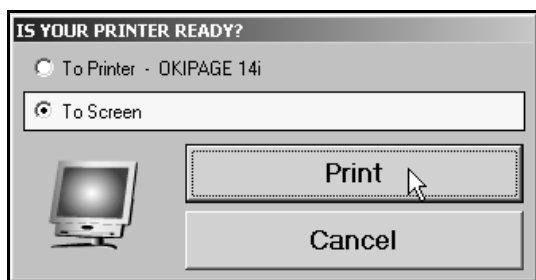 IS YOUR PRINTER READY?
To Printer - OKIPAGE 14i
To Screen
Print
Cancel